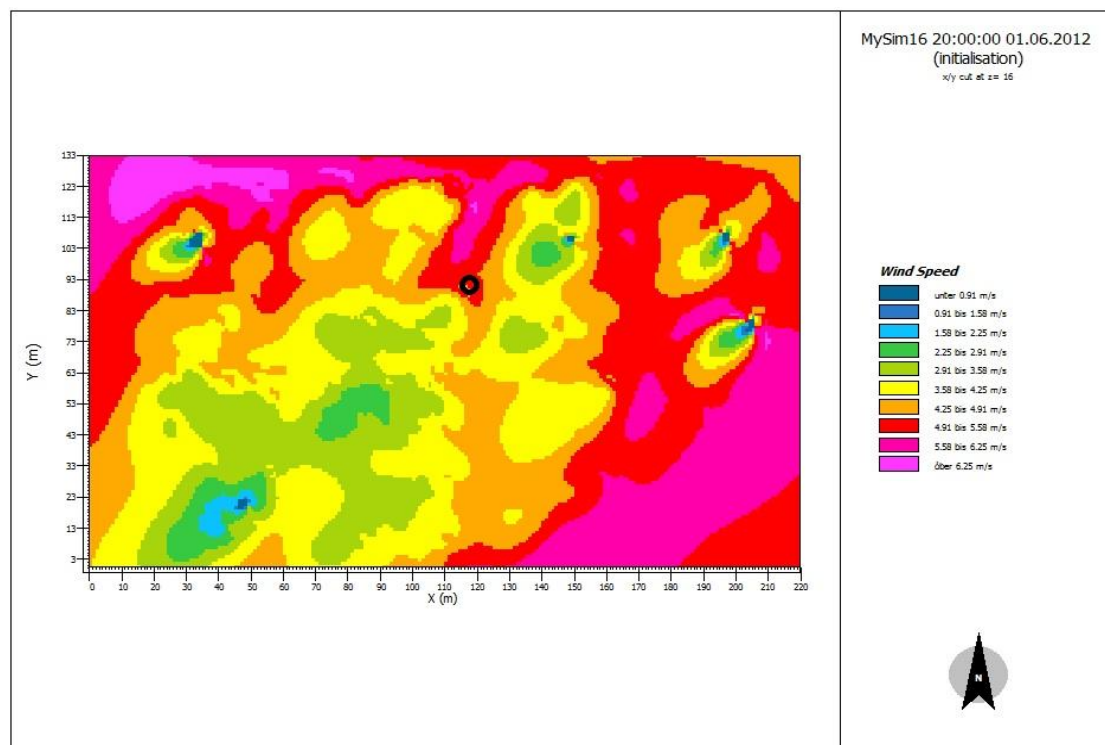 MySim16 20:00:00 01.06.2012
(initialisation)
x/y cut at z= 16
133
123
113
103
93
83
73
63
53
43
33
23
13
3
Y (m)
0 10 20 30 40 50 60 70 80 90 100 110 120 130 140 150 160 170 180 190 200 210 220
X (m)
Wind Speed
unter 0.91 m/s
0.91 bis 1.58 m/s
1.58 bis 2.25 m/s
2.25 bis 2.91 m/s
2.91 bis 3.58 m/s
3.58 bis 4.25 m/s
4.25 bis 4.91 m/s
4.91 bis 5.58 m/s
5.58 bis 6.25 m/s
òber 6.25 m/s
N